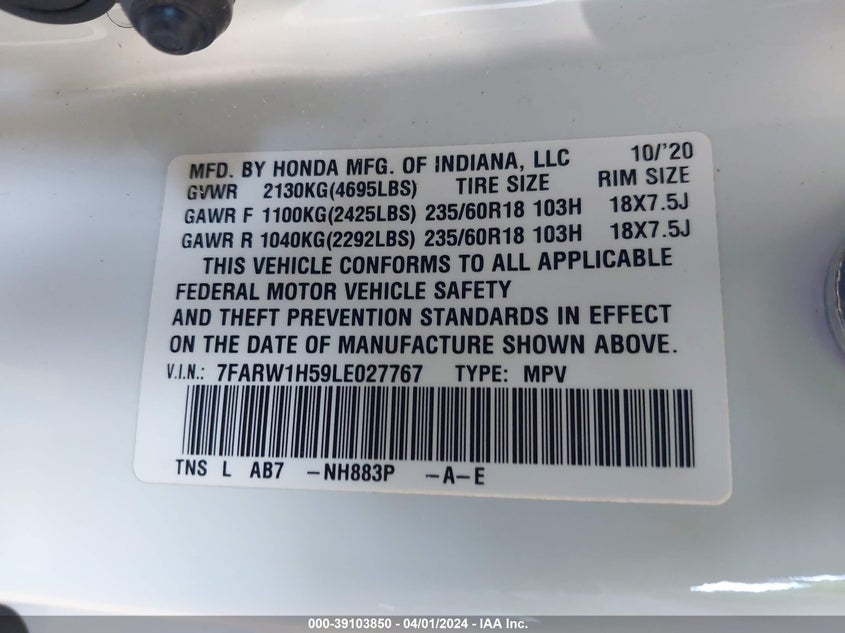 MFD. BY HONDA MFG. OF INDIANA, LLC 10/'20
GVWR 2130KG(4695LBS) TIRE SIZE RIM SIZE
GAWR F 1100KG(2425LBS) 235/60R18 103H 18X7.5J
GAWR R 1040KG(2292LBS) 235/60R18 103H 18X7.5J
THIS VEHICLE CONFORMS TO ALL APPLICABLE
FEDERAL MOTOR VEHICLE SAFETY
AND THEFT PREVENTION STANDARDS IN EFFECT
ON THE DATE OF MANUFACTURE SHOWN ABOVE.
V.I.N.: 7FARW1H59LE027767 TYPE: MPV
TNS L AB7 -NH883P -A-E
000-39103850 - 04/01/2024 - IAA Inc.